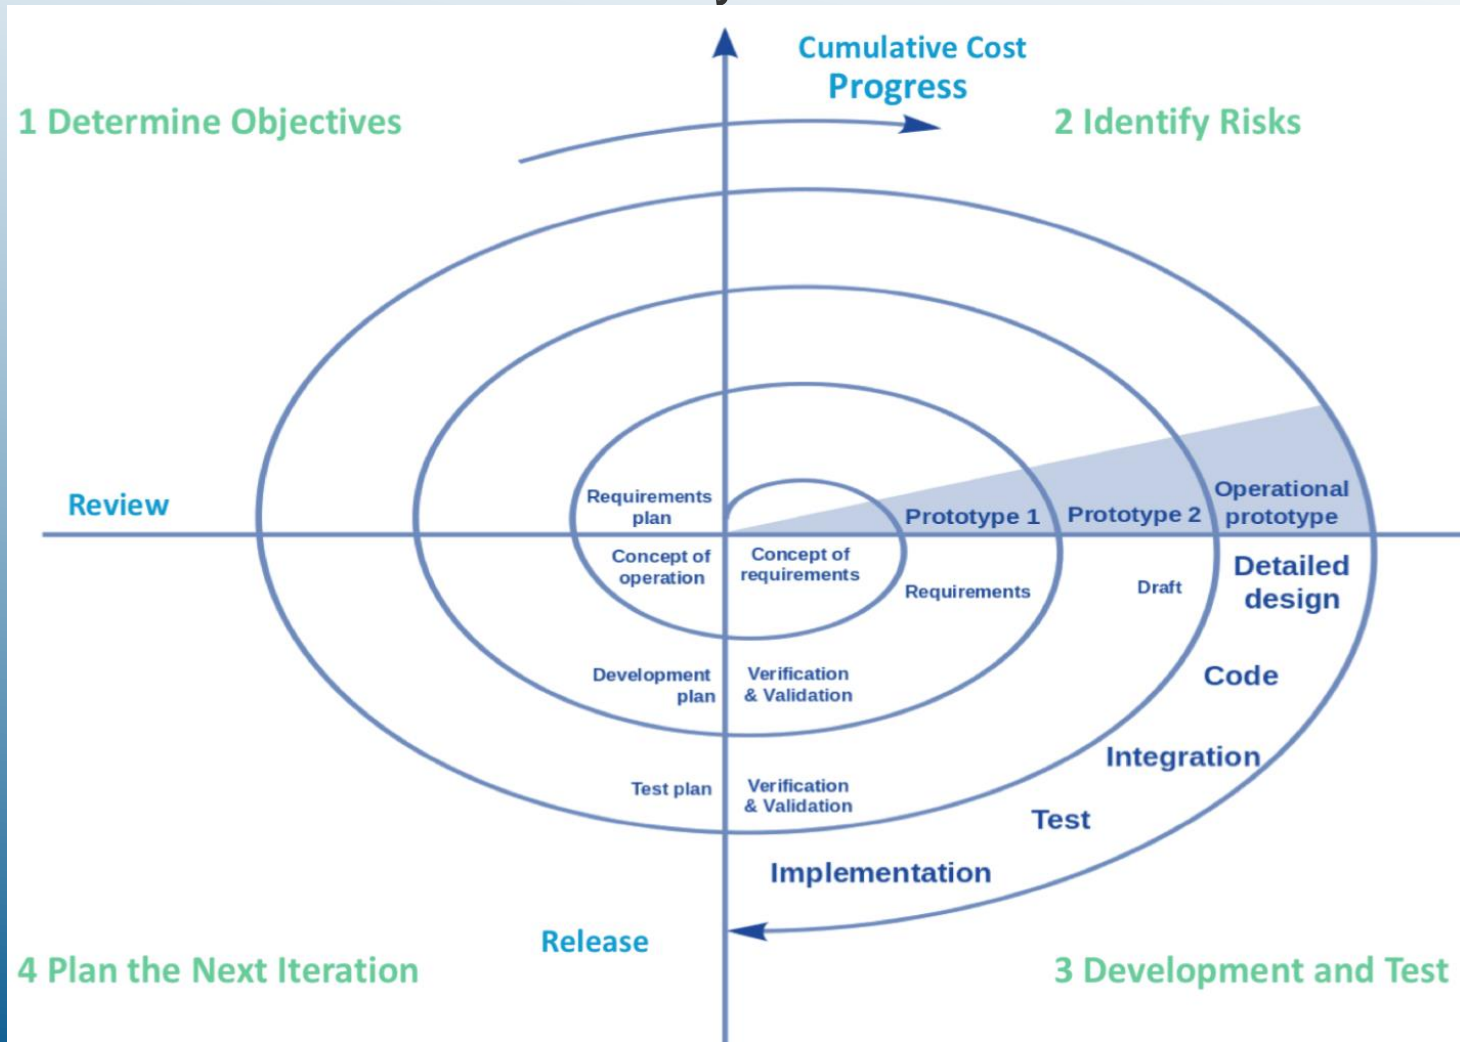 Cumulative Cost
Progress
1 Determine Objectives
2 Identify Risks
Review
Requirements
plan
Prototype 1
Prototype 2
Operational
prototype
Concept of
operation
Concept of
requirements
Requirements
Draft
Detailed
design
Code
Development
plan
Verification
& Validation
Integration
Test plan
Verification
& Validation
Test
Implementation
Release
4 Plan the Next Iteration
3 Development and Test